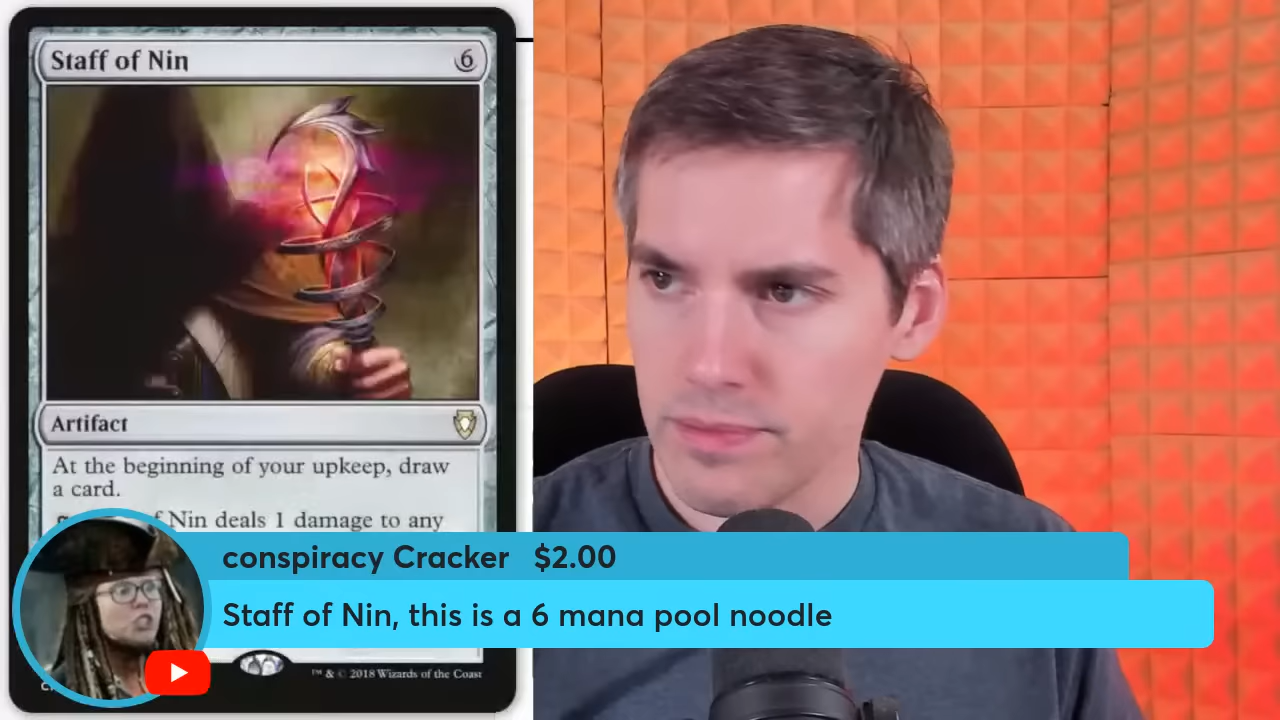 Staff of Nin 6
Artifact
At the beginning of your upkeep, draw
a card.
of Nin deals 1 damage to any
conspiracy Cracker $2.00
Staff of Nin, this is a 6 mana pool noodle
™ & © 2018 Wizards of the Coast